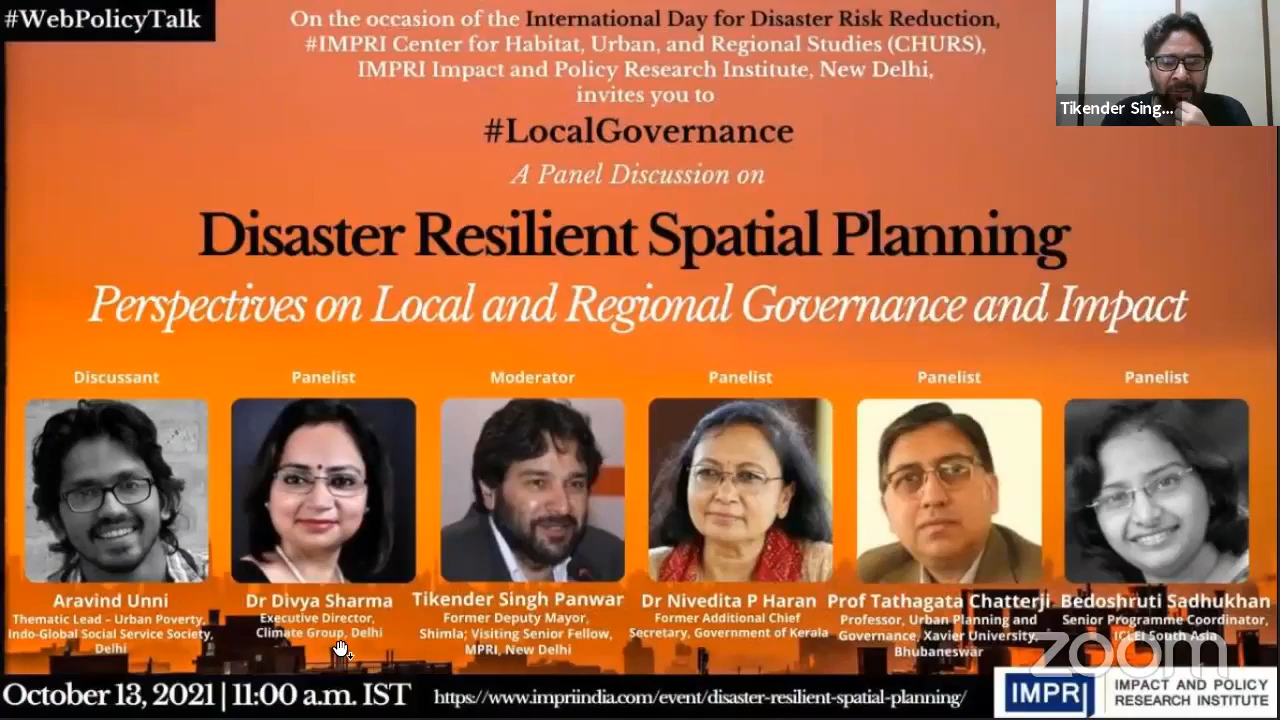 #WebPolicyTalk
On the occasion of the International Day for Disaster Risk Reduction,
#IMPRI Center for Habitat, Urban, and Regional Studies (CHURS),
IMPRI Impact and Policy Research Institute, New Delhi,
invites you to
#LocalGovernance
A Panel Discussion on
Disaster Resilient Spatial Planning
Perspectives on Local and Regional Governance and Impact
Tikender Sing...
Discussant
Aravind Unni
Thematic Lead – Urban Poverty,
Indo-Global Social Service Society,
Delhi
Panelist
Dr Divya Sharma
Executive Director,
Climate Group, Delhi
Moderator
Tikender Singh Panwar
Former Deputy Mayor,
Shimla; Visiting Senior Fellow,
MPRI, New Delhi
Panelist
Dr Nivedita P Haran
Former Additional Chief
Secretary, Government of Kerala
Panelist
Prof Tathagata Chatterji
Professor, Urban Planning and
Governance, Xavier University,
Bhubaneswar
Panelist
Bedoshruti Sadhukhan
Senior Programme Coordinator,
ICLEI South Asia
zoom
October 13, 2021 | 11:00 a.m. IST
https://www.impriindia.com/event/disaster-resilient-spatial-planning/
IMPRI
IMPACT AND POLICY
RESEARCH INSTITUTE